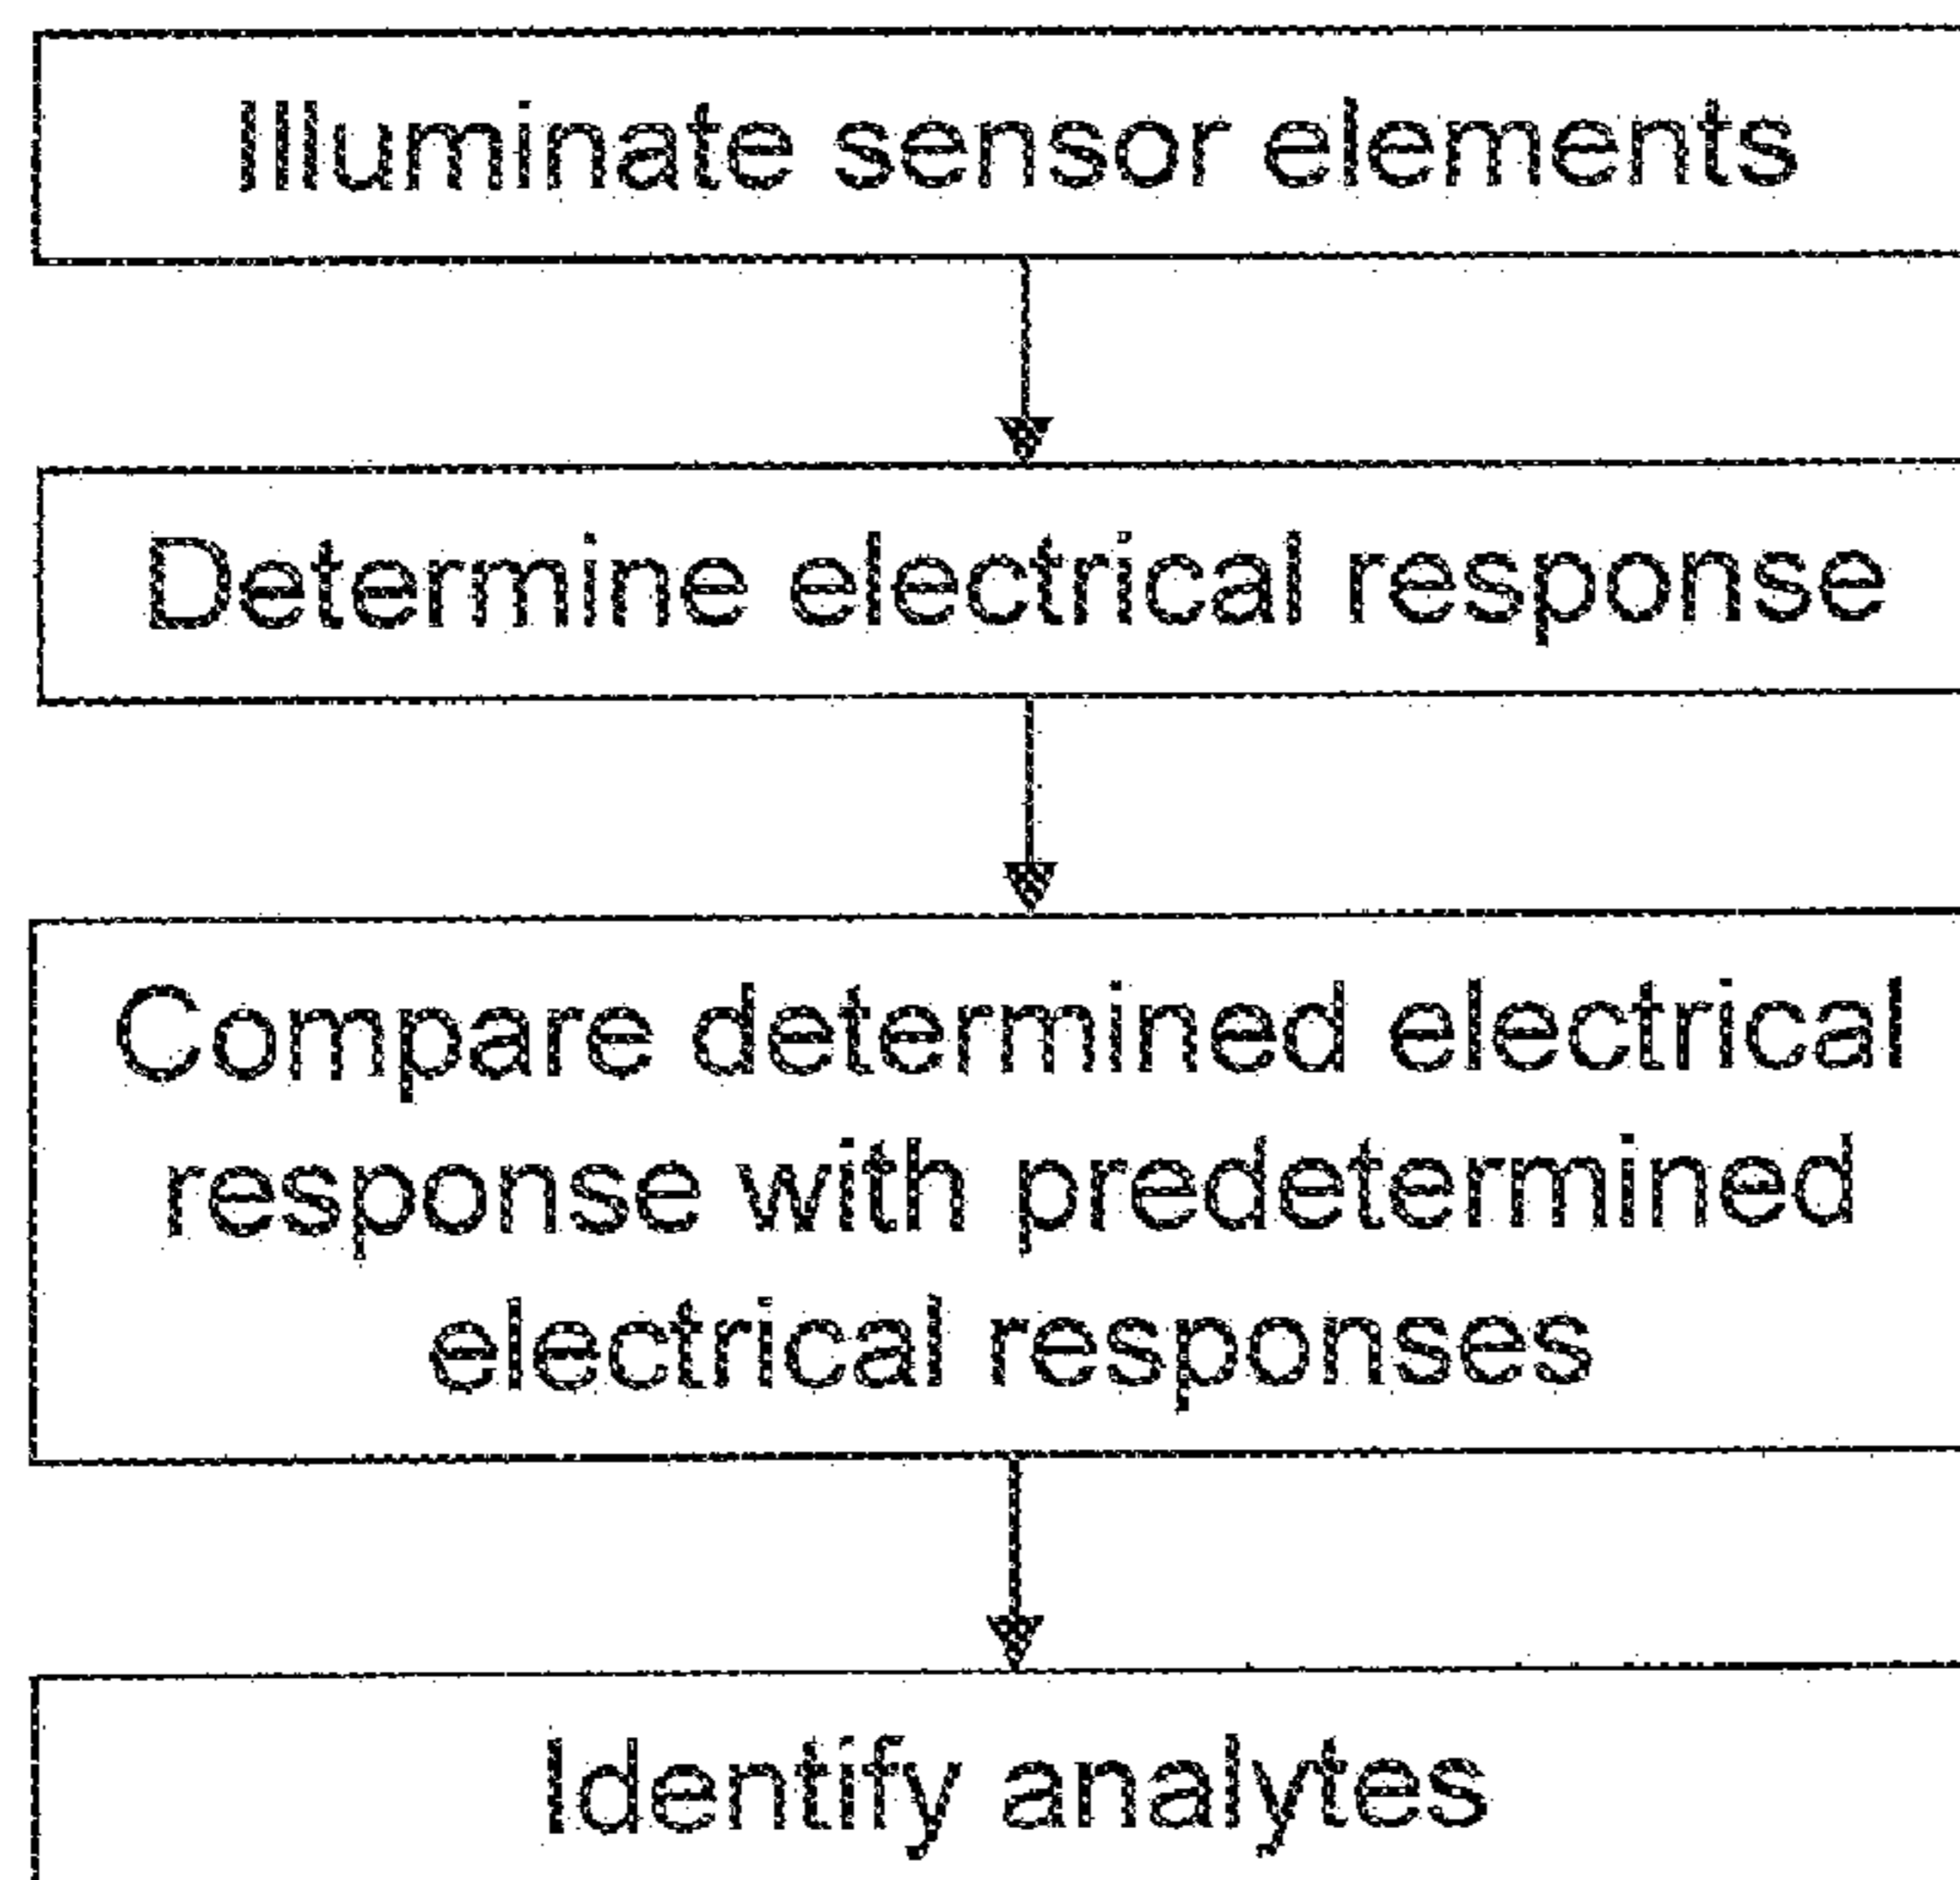 Illuminate sensor elements
Determine electrical response
Compare determined electrical
response with predetermined
electrical responses
Identify analytes